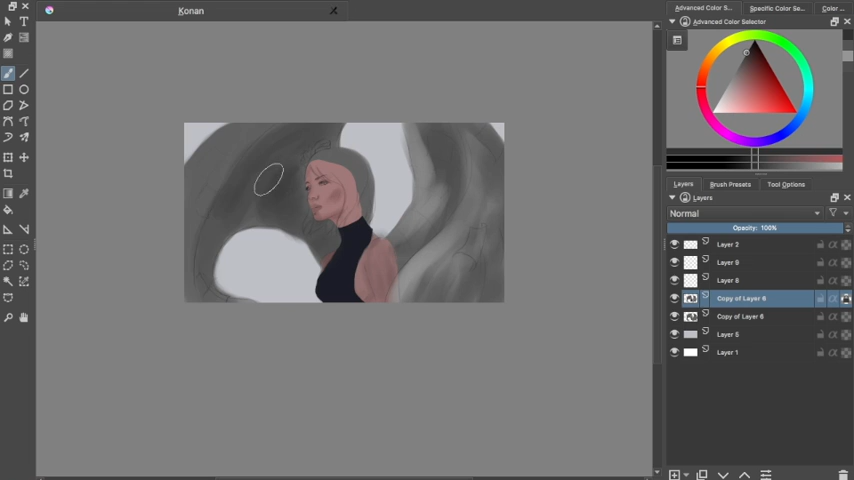 Konan
Advanced Color S...
Specific Color Se...
Color ...
Advanced Color Selector
Layers
Brush Presets
Tool Options
Layers
Normal
Opacity: 100%
Layer 2
Layer 9
Layer 8
Copy of Layer 6
Copy of Layer 6
Layer 5
Layer 1